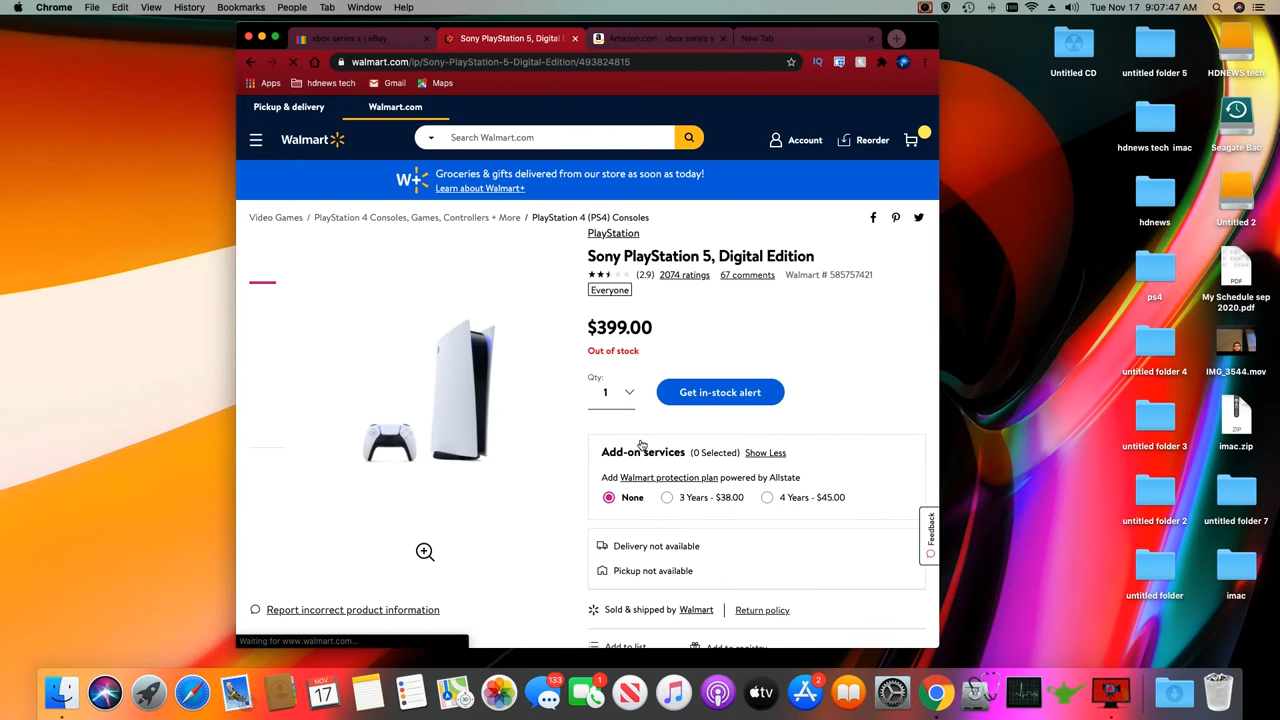 Chrome File Edit View History Bookmarks People Tab Window Help
Tue Nov 17 9:07:47 AM
xbox series x | eBay
Sony PlayStation 5, Digital E
Amazon.com : xbox series x
New Tab
walmart.com/ip/Sony-PlayStation-5-Digital-Edition/493824815
Apps hdnews tech Gmail Maps
Pickup & delivery Walmart.com
Walmart Search Walmart.com Account Reorder
W+ Groceries & gifts delivered from our store as soon as today!
Learn about Walmart+
Video Games / PlayStation 4 Consoles, Games, Controllers + More / PlayStation 4 (PS4) Consoles
PlayStation
Sony PlayStation 5, Digital Edition
(2.9) 2074 ratings 67 comments Walmart # 585757421
Everyone
$399.00
Out of stock
Qty:
1 Get in-stock alert
Add-on services (0 Selected) Show Less
Add Walmart protection plan powered by Allstate
None 3 Years - $38.00 4 Years - $45.00
Feedback
Delivery not available
Pickup not available
Report incorrect product information
Sold & shipped by Walmart | Return policy
Add to list Add to registry
Waiting for www.walmart.com...
Untitled CD untitled folder 5 HDNEWS tech
hdnews tech imac Seagate Bac
hdnews Untitled 2
PDF
ps4 My Schedule sep
2020.pdf
untitled folder 4 IMG_3544.mov
ZIP
untitled folder 3 imac.zip
untitled folder 2 untitled folder 7
untitled folder imac
NOV
17
133
1
tv
2